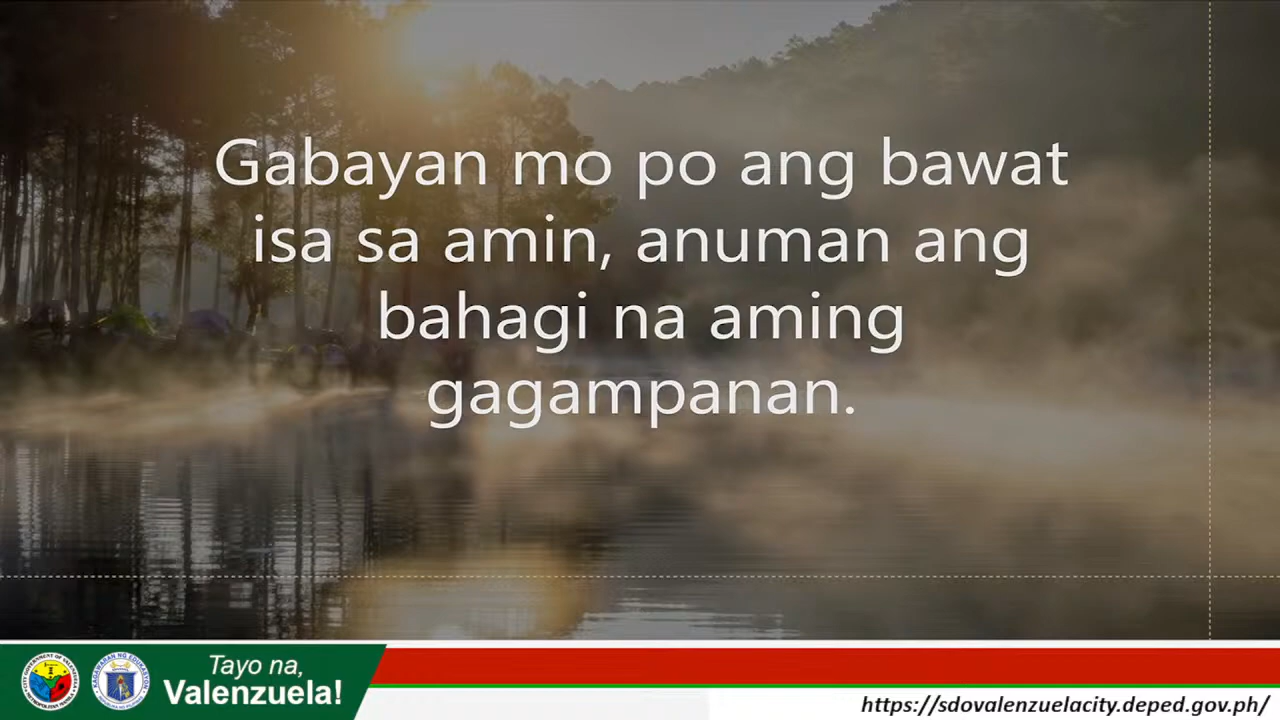 Gabayan mo po ang bawat
isa sa amin, anuman ang
bahagi na aming
gagampanan.
Tayo na,
Valenzuela!
https://sdovalenzuelacity.deped.gov.ph/